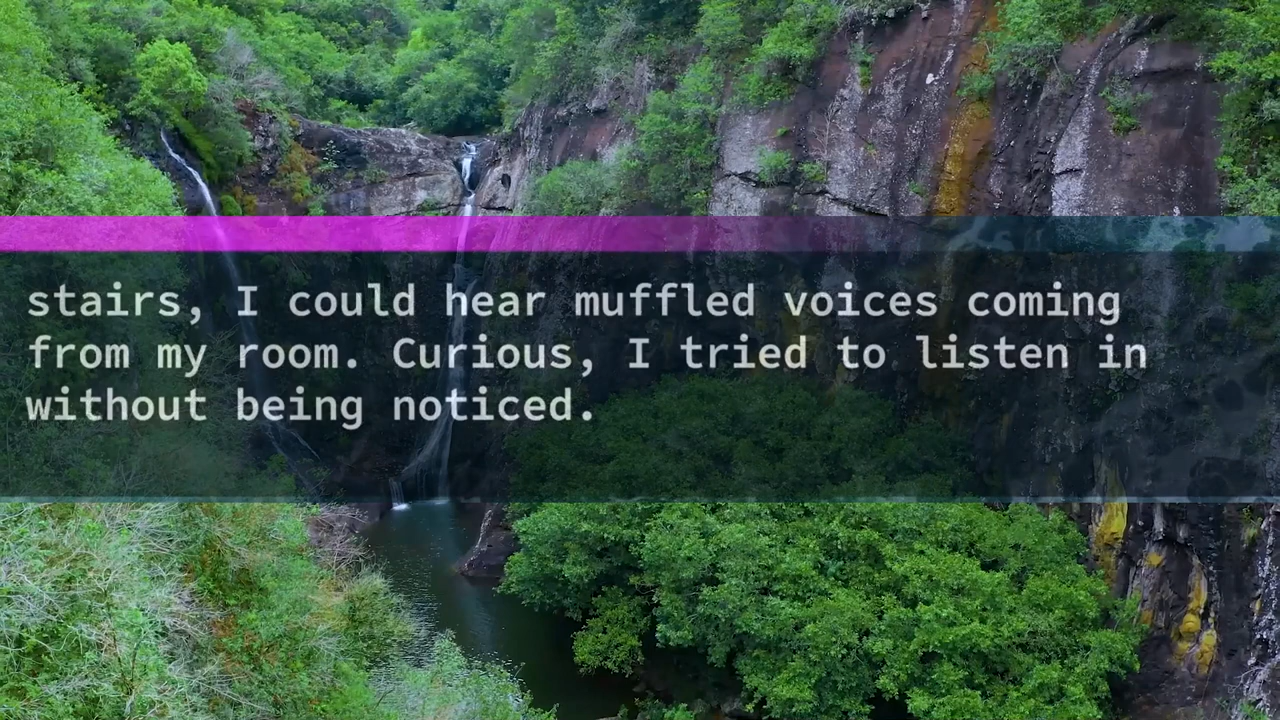 stairs, I could hear muffled voices coming
from my room. Curious, I tried to listen in
without being noticed.